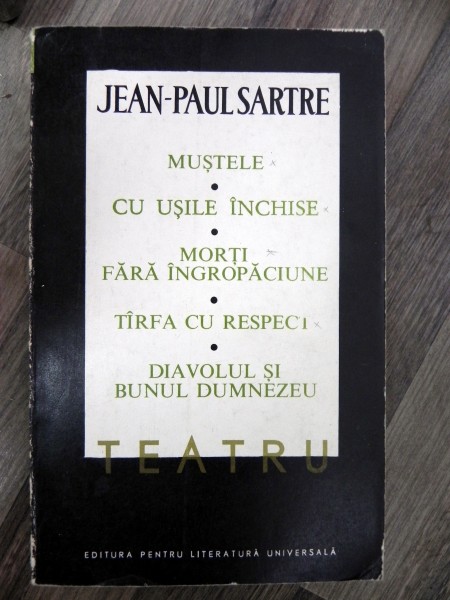 JEAN-PAUL SARTRE
MUȘTELE
•
CU UȘILE ÎNCHISE
•
MORȚI
FĂRĂ ÎNGROPĂCIUNE
•
TÎRFA CU RESPECT
•
DIAVOLUL ȘI
BUNUL DUMNEZEU
TEATRU
EDITURA PENTRU LITERATURĂ UNIVERSALĂ